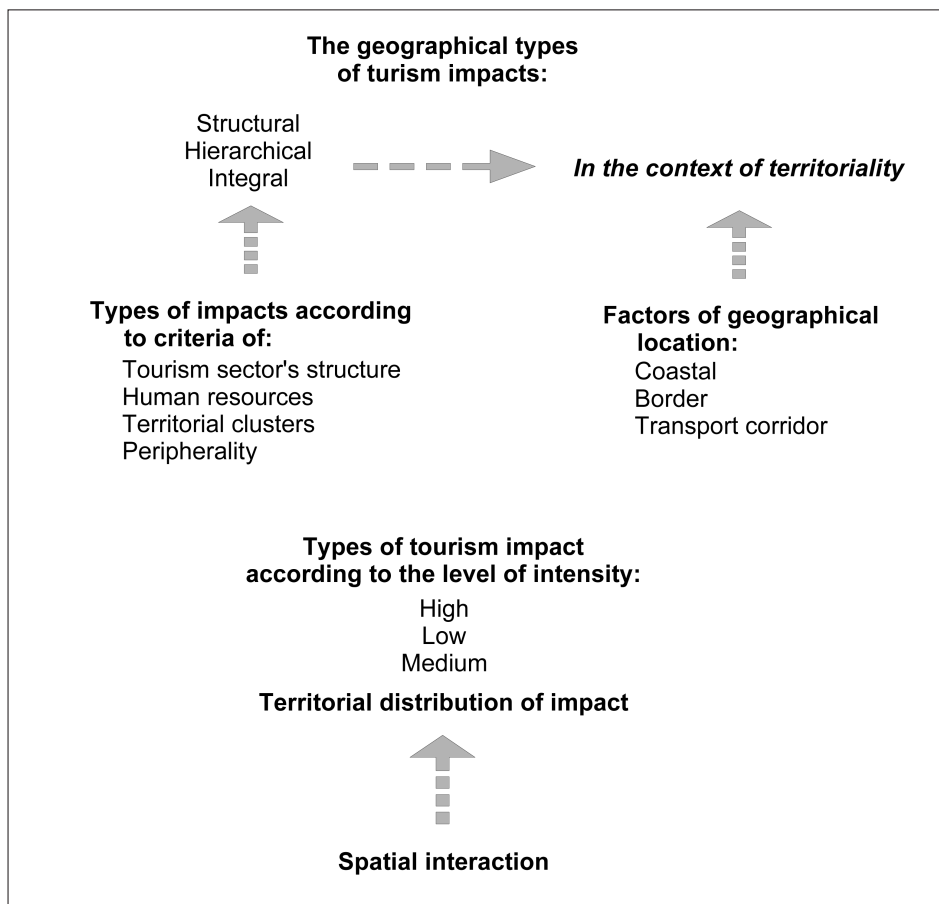 The geographical types
of turism impacts:
Structural
Hierarchical
Integral
In the context of territoriality
Types of impacts according
to criteria of:
Tourism sector's structure
Human resources
Territorial clusters
Peripherality
Factors of geographical
location:
Coastal
Border
Transport corridor
Types of tourism impact
according to the level of intensity:
High
Low
Medium
Territorial distribution of impact
Spatial interaction